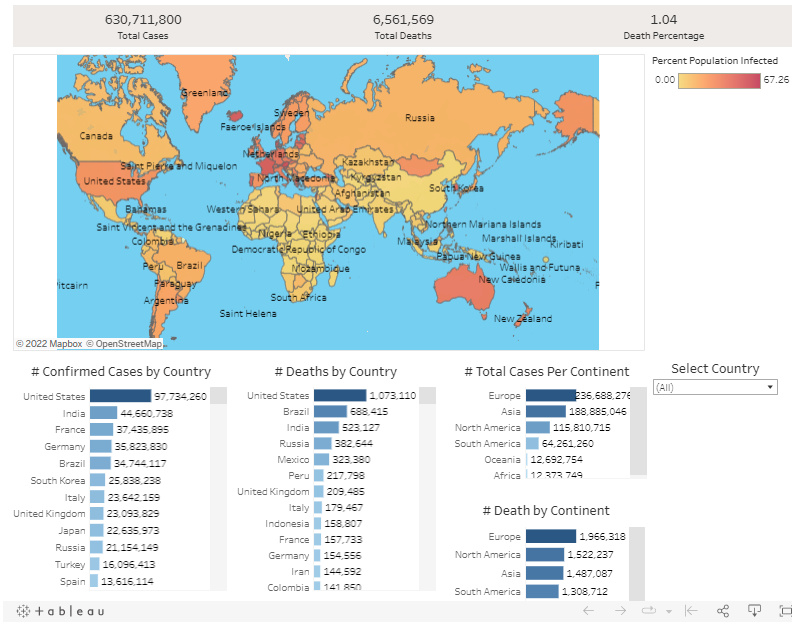 630,711,800 6,561,569 1.04
Total Cases Total Deaths Death Percentage
Percent Population Infected
0.00 67.26
Greenland
Sweden
Russia
Faeroe Islands
Canada
Netherlands
Saint Pierre and Miquelon
Kazakhstan
United States
North Macedonia
Kyrgyzstan
South Korea
Afghanistan
Bahamas
Western Sahara
United Arab Emirates
Saint Vincent and the Grenadines
Northern Mariana Islands
Nigeria
Ethiopia
Colombia
Malaysia
Marshall Islands
Kiribati
Democratic Republic of Congo
Papua New Guinea
Peru
Brazil
Mozambique
Wallis and Futuna
itcairn
Paraguay
New Caledonia
P
Argentina
South Africa
Saint Helena
New Zealand
© 2022 Mapbox © OpenStreetMap
# Confirmed Cases by Country
United States 97,734,260
India 44,660,738
France 37,435,895
Germany 35,823,830
Brazil 34,744,117
South Korea 25,838,238
Italy 23,642,159
United Kingdom 23,093,829
Japan 22,635,973
Russia 21,154,149
Turkey 16,096,413
Spain 13,616,114
# Deaths by Country
United States 1,073,110
Brazil 688,415
India 523,127
Russia 382,644
Mexico 323,380
Peru 217,798
United Kingdom 209,485
Italy 179,467
Indonesia 158,807
France 157,733
Germany 154,556
Iran 144,592
Colombia 141,850
# Total Cases Per Continent
Europe 236,688,276
Asia 188,885,046
North America 115,810,715
South America 64,261,260
Oceania 12,692,754
Africa 12,373,749
# Death by Continent
Europe 1,966,318
North America 1,522,237
Asia 1,487,087
South America 1,308,712
Select Country
(All)
+ a b | e a u